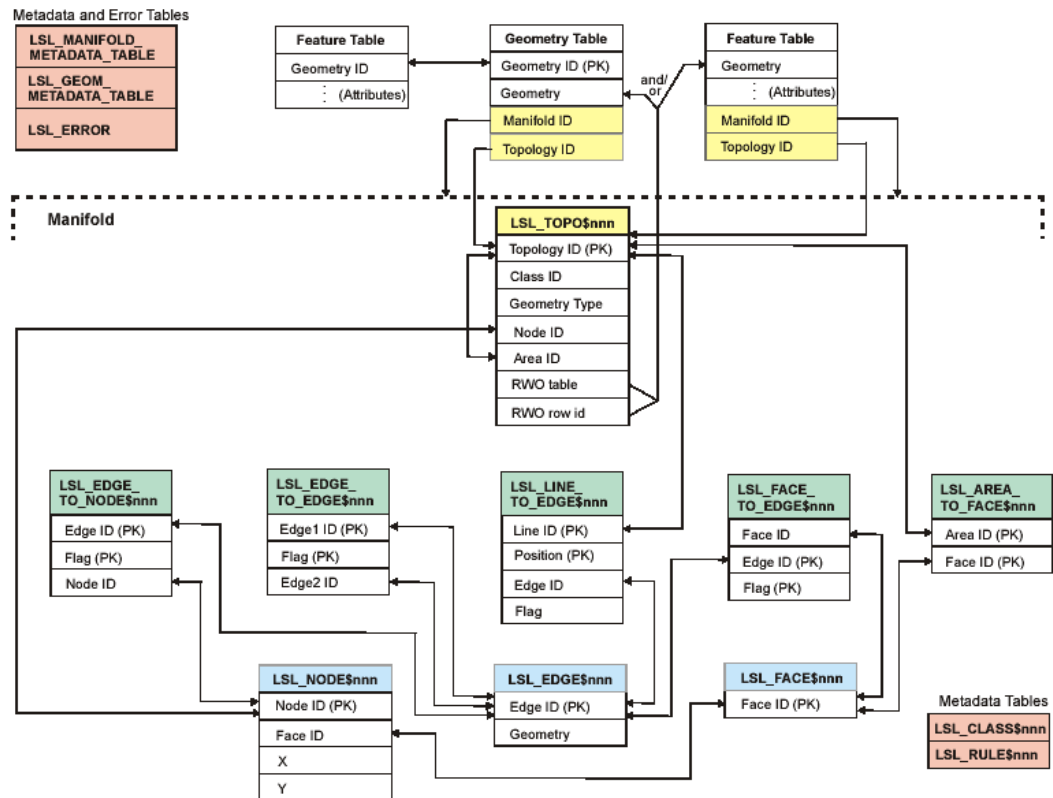 Metadata and Error Tables
LSL_MANIFOLD_
METADATA_TABLE
LSL_GEOM_
METADATA_TABLE
LSL_ERROR
Feature Table
Geometry ID
⋮ (Attributes)
Geometry Table
Geometry ID (PK)
Geometry
Manifold ID
Topology ID
and/
or
Feature Table
Geometry
⋮ (Attributes)
Manifold ID
Topology ID
Manifold
LSL_TOPO$nnn
Topology ID (PK)
Class ID
Geometry Type
Node ID
Area ID
RWO table
RWO row id
LSL_EDGE_
TO_NODE$nnn
Edge ID (PK)
Flag (PK)
Node ID
LSL_EDGE_
TO_EDGE$nnn
Edge1 ID (PK)
Flag (PK)
Edge2 ID
LSL_LINE_
TO_EDGE$nnn
Line ID (PK)
Position (PK)
Edge ID
Flag
LSL_FACE_
TO_EDGE$nnn
Face ID
Edge ID (PK)
Flag (PK)
LSL_AREA_
TO_FACE$nnn
Area ID (PK)
Face ID (PK)
LSL_NODE$nnn
Node ID (PK)
Face ID
X
Y
LSL_EDGE$nnn
Edge ID (PK)
Geometry
LSL_FACE$nnn
Face ID (PK)
Metadata Tables
LSL_CLASS$nnn
LSL_RULE$nnn